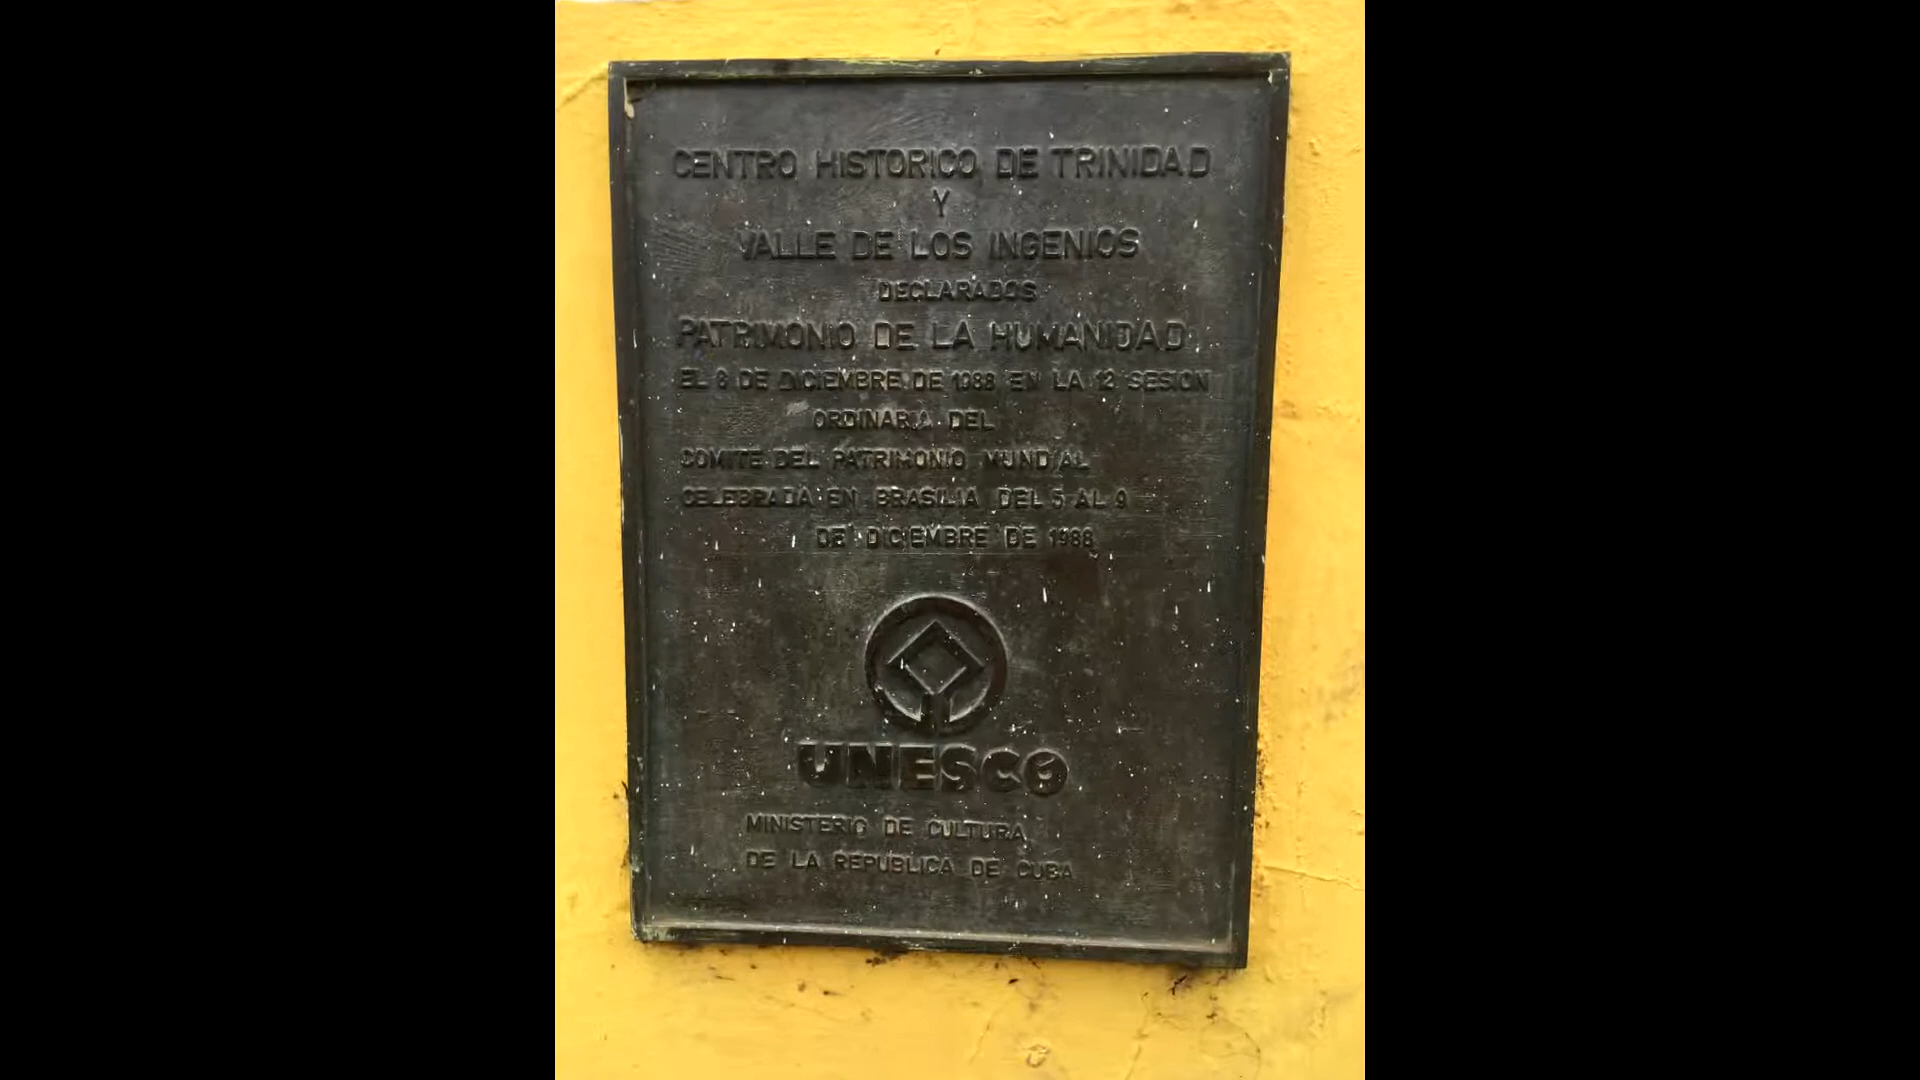 CENTRO HISTORICO DE TRINIDAD
Y
VALLE DE LOS INGENIOS
DECLARADOS
PATRIMONIO DE LA HUMANIDAD
EL 8 DE DICIEMBRE DE 1988 EN LA 12 SESION
ORDINARIA DEL
COMITE DEL PATRIMONIO MUNDIAL
CELEBRADA EN BRASILIA DEL 5 AL 9
DE DICIEMBRE DE 1988
UNESCO
MINISTERIO DE CULTURA
DE LA REPUBLICA DE CUBA